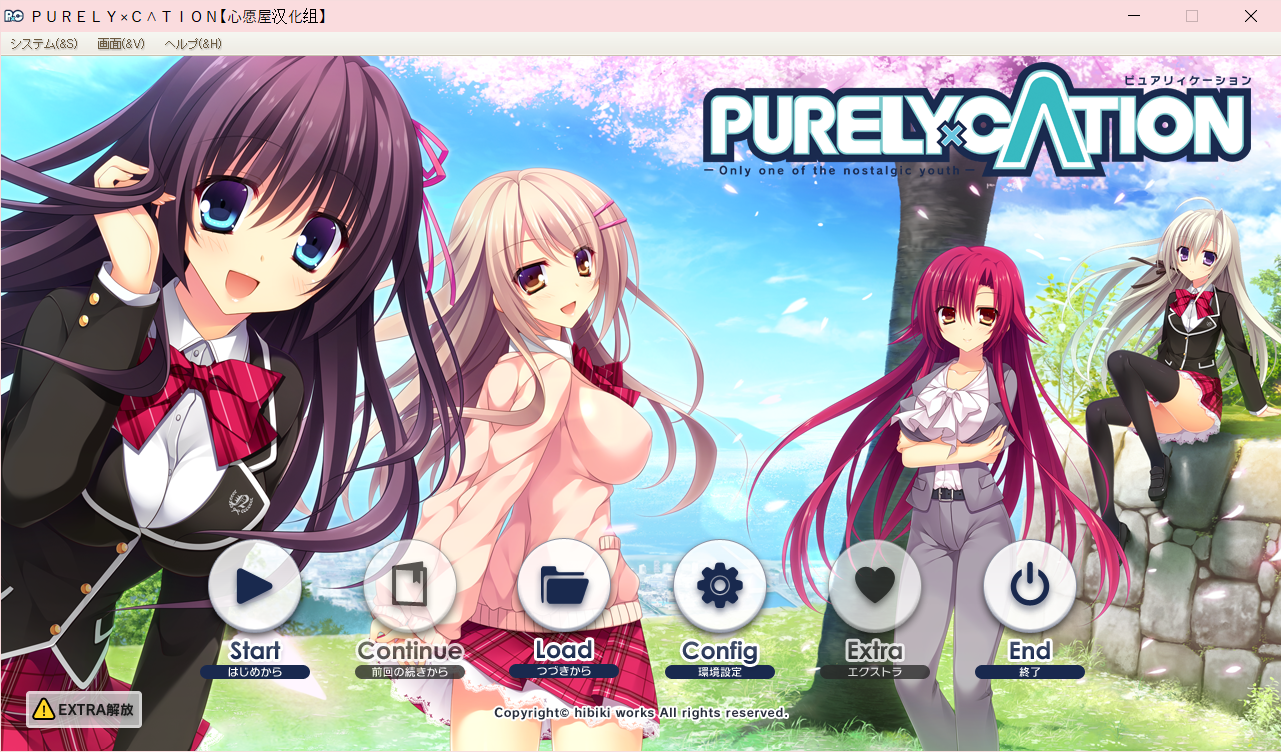 ＰＵＲＥＬＹ×ＣΛＴＩＯＮ【心愿屋汉化组】
システム(&S) 画面(&V) ヘルプ(&H)
ピュアリィケーション
PURELY×CΛTION
－Only one of the nostalgic youth－
Start
はじめから
Continue
前回の続きから
Load
つづきから
Config
環境設定
Extra
エクストラ
End
終了
EXTRA解放
Copyright© hibiki works All rights reserved.